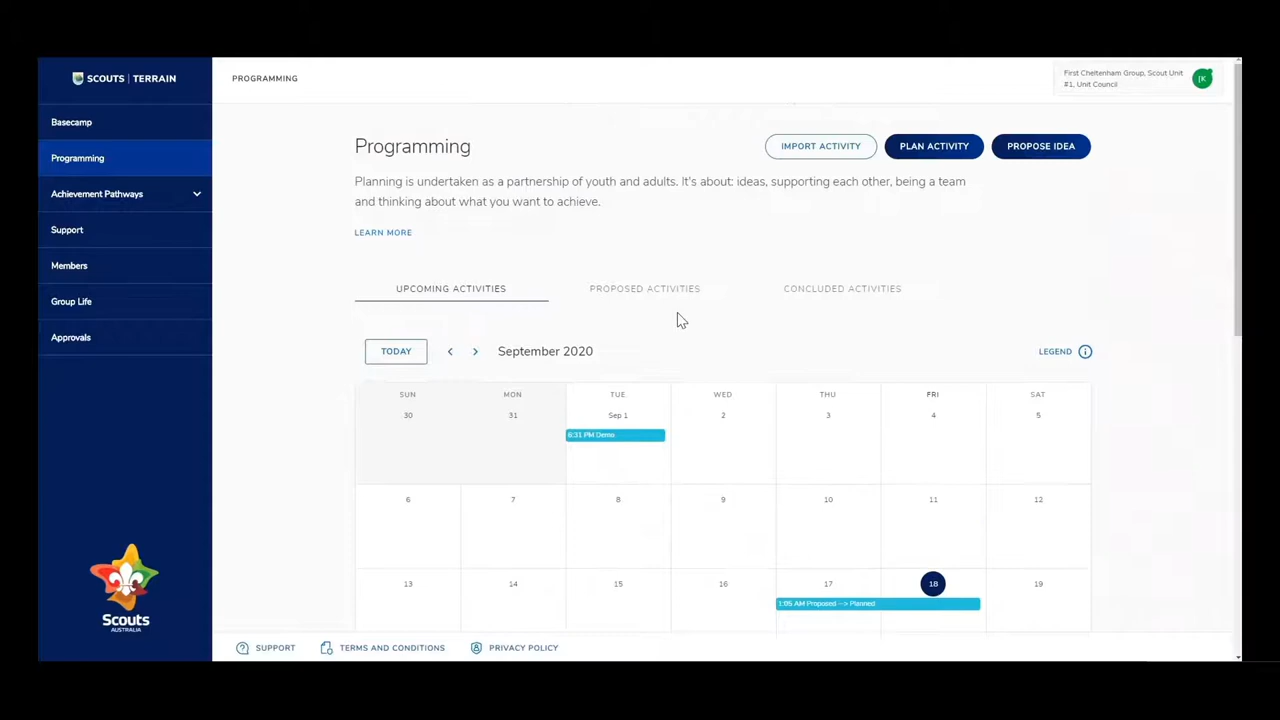 SCOUTS | TERRAIN
PROGRAMMING
First Cheltenham Group, Scout Unit
#1, Unit Council
[K
Basecamp
Programming
Achievement Pathways
Support
Members
Group Life
Approvals
Scouts
AUSTRALIA
Programming
IMPORT ACTIVITY
PLAN ACTIVITY
PROPOSE IDEA
Planning is undertaken as a partnership of youth and adults. It's about: ideas, supporting each other, being a team
and thinking about what you want to achieve.
LEARN MORE
UPCOMING ACTIVITIES PROPOSED ACTIVITIES CONCLUDED ACTIVITIES
TODAY < > September 2020 LEGEND i
SUN MON TUE WED THU FRI SAT
30 31 Sep 1 2 3 4 5
6:31 PM Demo
6 7 8 9 10 11 12
13 14 15 16 17 18 19
1:05 AM Proposed --> Planned
SUPPORT TERMS AND CONDITIONS PRIVACY POLICY